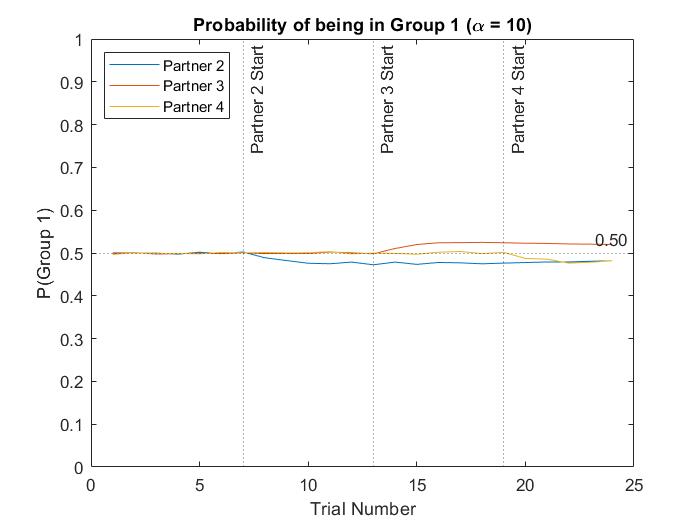 Probability of being in Group 1 (α = 10)
P(Group 1)
1
0.9
0.8
0.7
0.6
0.5
0.4
0.3
0.2
0.1
0
Partner 2
Partner 3
Partner 4
Partner 2 Start
Partner 3 Start
Partner 4 Start
0.50
0 5 10 15 20 25
Trial Number